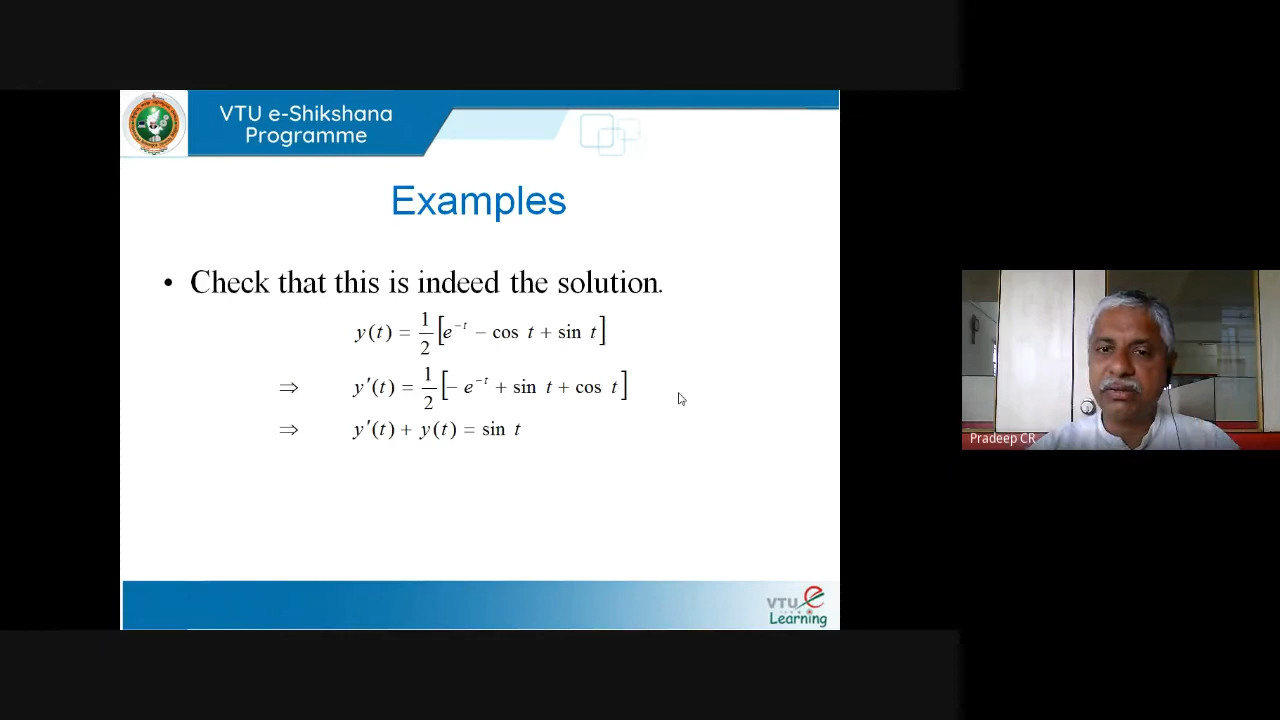 VTU e-Shikshana
Programme
Examples
• Check that this is indeed the solution.
y(t) = 1/2 [e^{-t} − cos t + sin t]
⇒ y′(t) = 1/2 [− e^{-t} + sin t + cos t]
⇒ y′(t) + y(t) = sin t
Pradeep CR
VTU e
Learning